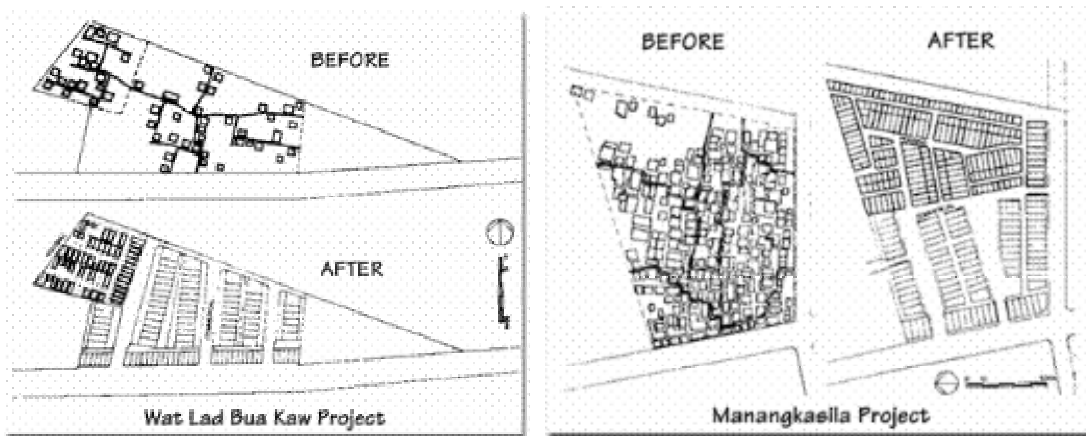 BEFORE
AFTER
Wat Lad Bua Kaw Project
BEFORE
AFTER
Manangkasila Project